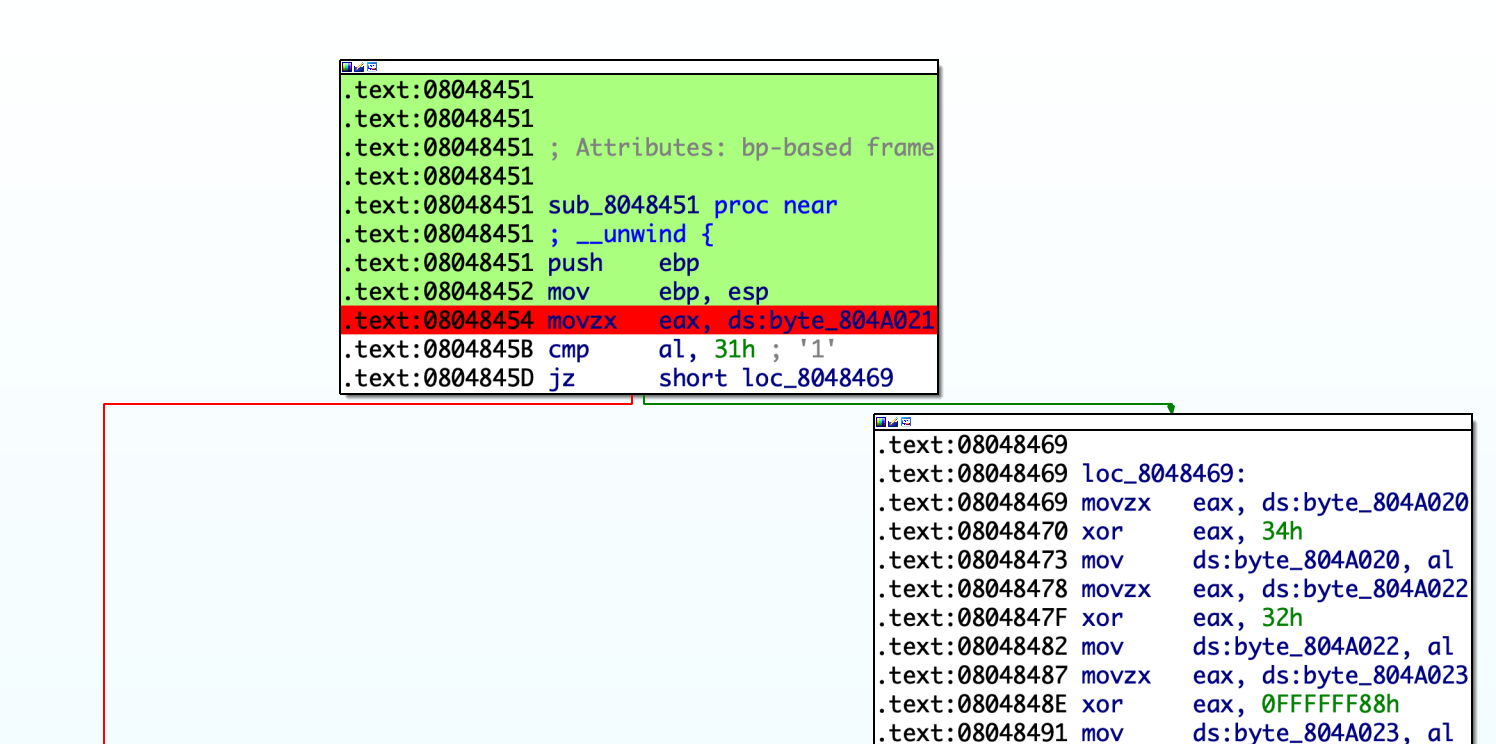 .text:08048451
.text:08048451
.text:08048451 ; Attributes: bp-based frame
.text:08048451
.text:08048451 sub_8048451 proc near
.text:08048451 ; __unwind {
.text:08048451 push    ebp
.text:08048452 mov     ebp, esp
.text:08048454 movzx   eax, ds:byte_804A021
.text:0804845B cmp     al, 31h ; '1'
.text:0804845D jz      short loc_8048469
.text:08048469
.text:08048469 loc_8048469:
.text:08048469 movzx   eax, ds:byte_804A020
.text:08048470 xor     eax, 34h
.text:08048473 mov     ds:byte_804A020, al
.text:08048478 movzx   eax, ds:byte_804A022
.text:0804847F xor     eax, 32h
.text:08048482 mov     ds:byte_804A022, al
.text:08048487 movzx   eax, ds:byte_804A023
.text:0804848E xor     eax, 0FFFFFF88h
.text:08048491 mov     ds:byte_804A023, al